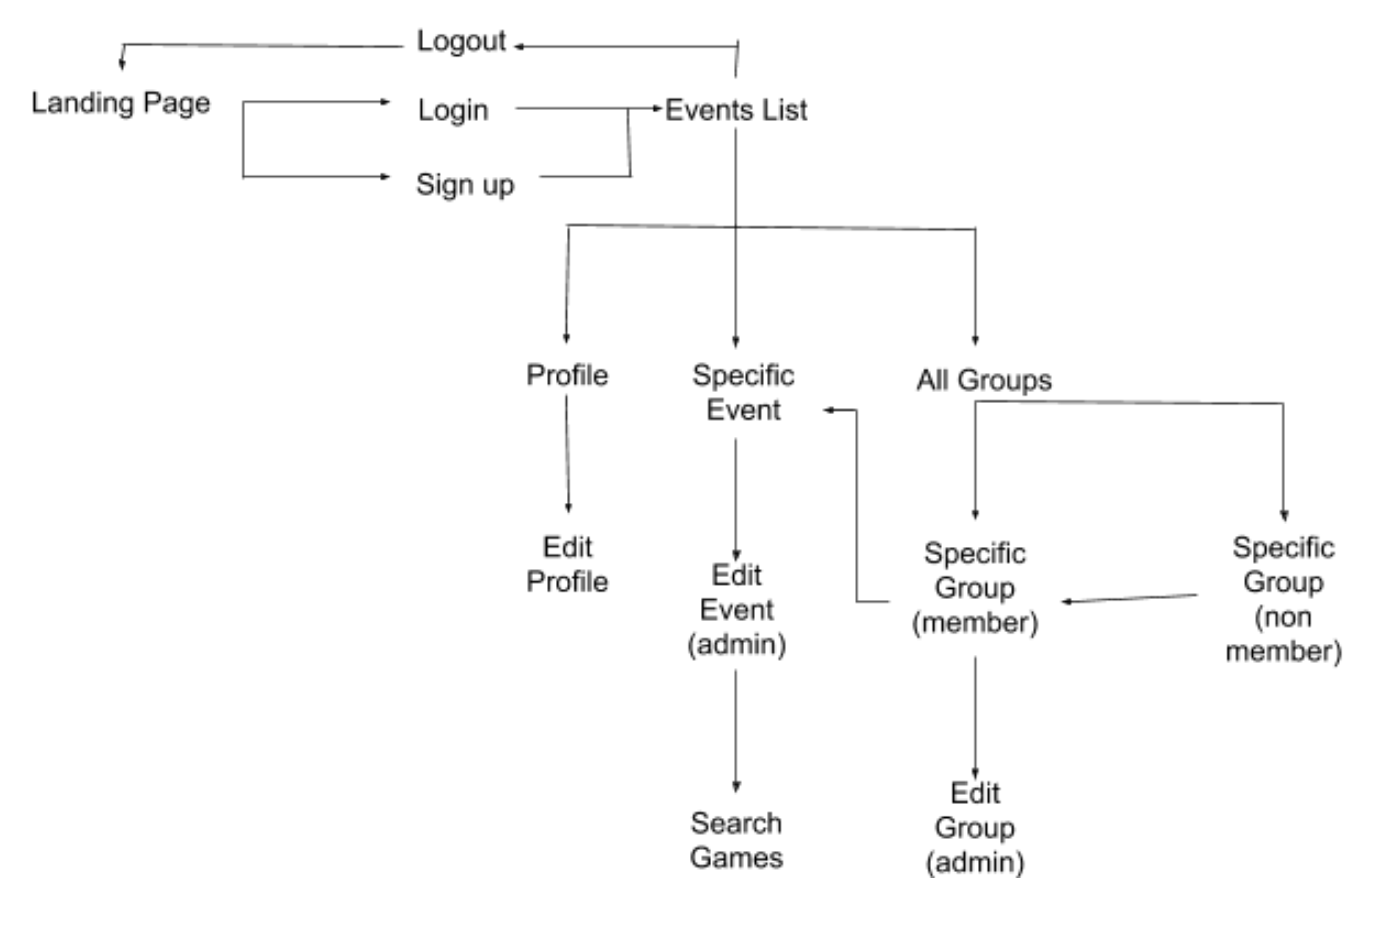 Logout
Landing Page
Login
Events List
Sign up
Profile
Specific
Event
All Groups
Edit
Profile
Edit
Event
(admin)
Specific
Group
(member)
Specific
Group
(non
member)
Search
Games
Edit
Group
(admin)